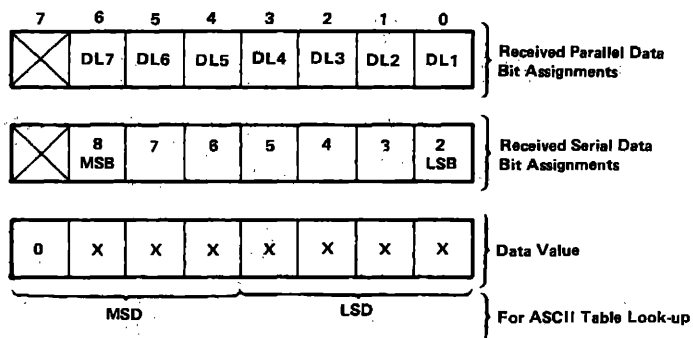 7 6 5 4 3 2 1 0
DL7 DL6 DL5 DL4 DL3 DL2 DL1
Received Parallel Data
Bit Assignments
8 7 6 5 4 3 2
MSB LSB
Received Serial Data
Bit Assignments
0 X X X X X X X
Data Value
MSD LSD
For ASCII Table Look-up